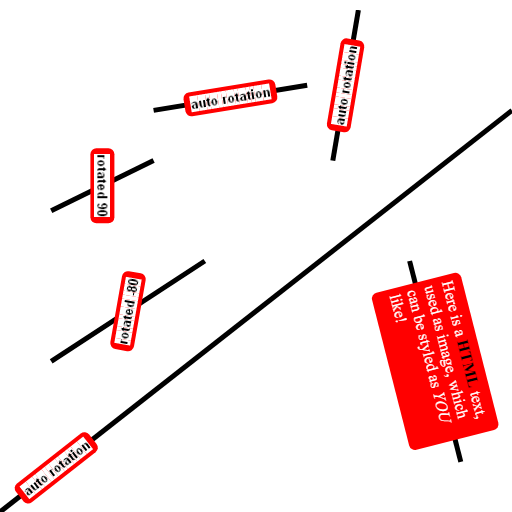 auto rotation
auto rotation
rotated 90
rotated -80
Here is a HTML text,
used as image, which
can be styled as YOU
like!
auto rotation